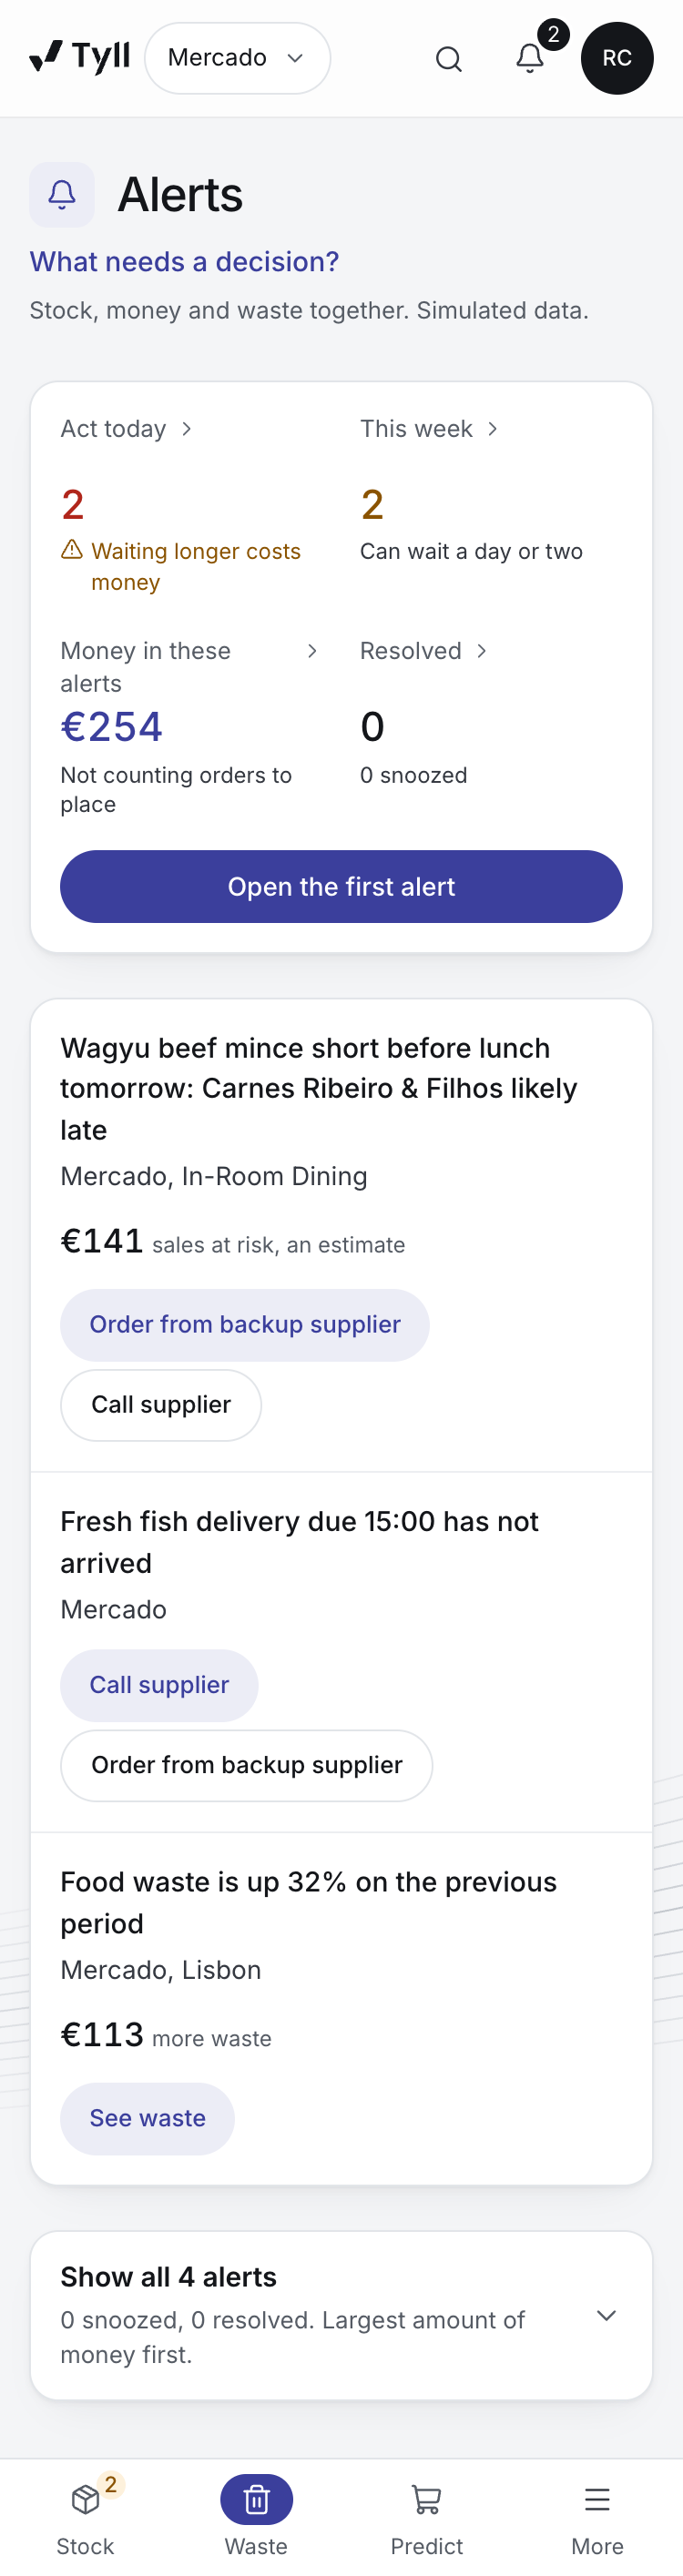 Tyll
Mercado
2
RC
Alerts
What needs a decision?
Stock, money and waste together. Simulated data.
Act today
2
Waiting longer costs
money
This week
2
Can wait a day or two
Money in these
alerts
€254
Not counting orders to
place
Resolved
0
0 snoozed
Open the first alert
Wagyu beef mince short before lunch
tomorrow: Carnes Ribeiro & Filhos likely
late
Mercado, In-Room Dining
€141 sales at risk, an estimate
Order from backup supplier
Call supplier
Fresh fish delivery due 15:00 has not
arrived
Mercado
Call supplier
Order from backup supplier
Food waste is up 32% on the previous
period
Mercado, Lisbon
€113 more waste
See waste
Show all 4 alerts
0 snoozed, 0 resolved. Largest amount of
money first.
2
Stock
Waste
Predict
More